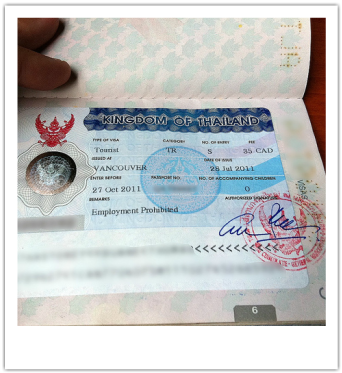 KINGDOM OF THAILAND
TYPE OF VISA CATEGORY NO. OF ENTRY FEE
Tourist TR S 35 CAD
ISSUED AT DATE OF ISSUE
VANCOUVER 28 Jul 2011
ENTER BEFORE PASSPORT NO. NO. OF ACCOMPANYING CHILDREN
27 Oct 2011 0
REMARKS AUTHORIZED SIGNATURE
Employment Prohibited
<<<<<<<<<<<<
6